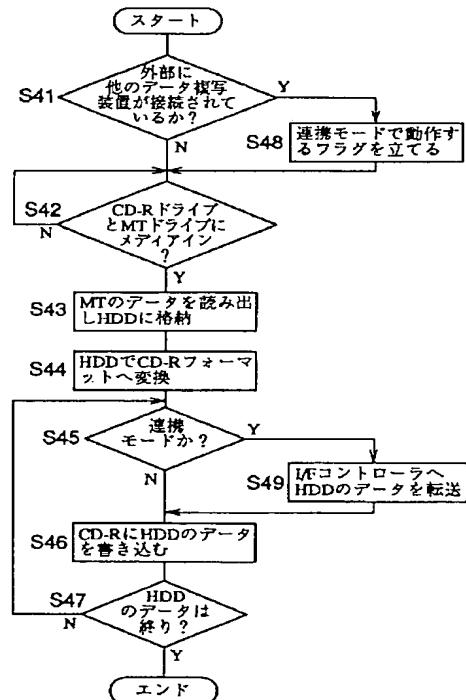 スタート
外部に
他のデータ複写
装置が接続されて
いるか?
S41
Y
N
S48
連携モードで動作す
るフラグを立てる
S42
CD-Rドライブ
とMTドライブに
メディアイン
?
N
Y
S43
MTのデータを読み出
しHDDに格納
S44
HDDでCD-Rフォーマ
ットへ変換
S45
連携
モードか?
Y
N
S49
I/Fコントローラへ
HDDのデータを転送
S46
CD-RにHDDのデータ
を書き込む
S47
HDD
のデータは
終り?
N
Y
エンド